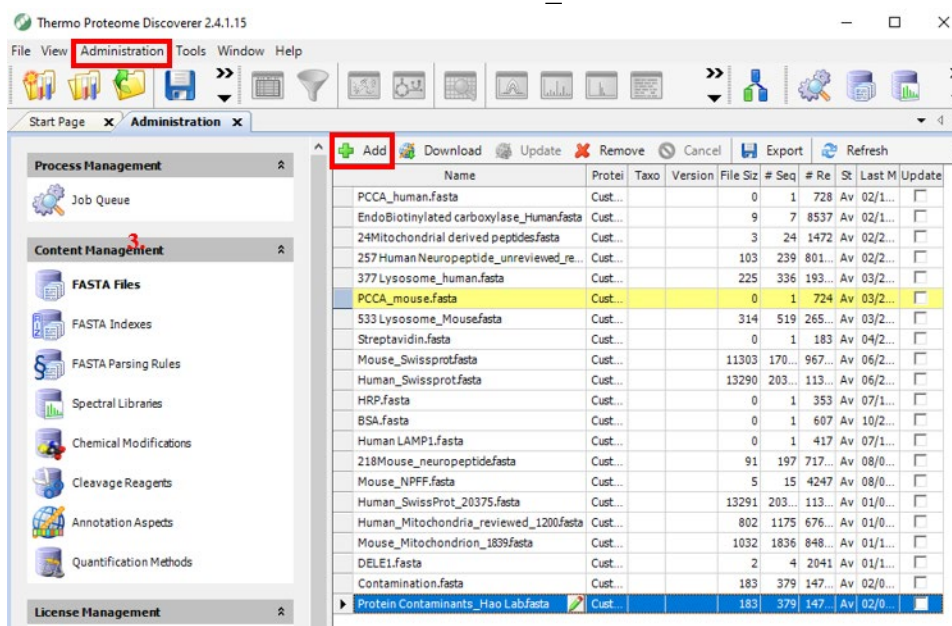 Thermo Proteome Discoverer 2.4.1.15
File View Administration Tools Window Help
Start Page x Administration x
Process Management
Job Queue
3.
Content Management
FASTA Files
FASTA Indexes
FASTA Parsing Rules
Spectral Libraries
Chemical Modifications
Cleavage Reagents
Annotation Aspects
Quantification Methods
License Management
Add Download Update Remove Cancel Export Refresh
Name Protei Taxo Version File Siz # Seq # Re St Last M Update
PCCA_human.fasta Cust... 0 1 728 Av 02/1...
EndoBiotinylated carboxylase_Human.fasta Cust... 9 7 8537 Av 02/1...
24Mitochondrial derived peptides.fasta Cust... 3 24 1472 Av 02/2...
257 Human Neuropeptide_unreviewed_re... Cust... 103 239 801... Av 02/2...
377 Lysosome_human.fasta Cust... 225 336 193... Av 03/2...
PCCA_mouse.fasta Cust... 0 1 724 Av 03/2...
533 Lysosome_Mouse.fasta Cust... 314 519 265... Av 03/2...
Streptavidin.fasta Cust... 0 1 183 Av 04/2...
Mouse_Swissprot.fasta Cust... 11303 170... 967... Av 06/2...
Human_Swissprot.fasta Cust... 13290 203... 113... Av 06/2...
HRP.fasta Cust... 0 1 353 Av 07/1...
BSA.fasta Cust... 0 1 607 Av 10/2...
Human LAMP1.fasta Cust... 0 1 417 Av 07/1...
218Mouse_neuropeptide.fasta Cust... 91 197 717... Av 08/0...
Mouse_NPFF.fasta Cust... 5 15 4247 Av 08/0...
Human_SwissProt_20375.fasta Cust... 13291 203... 113... Av 01/0...
Human_Mitochondria_reviewed_1200.fasta Cust... 802 1175 676... Av 01/0...
Mouse_Mitochondrion_1839.fasta Cust... 1032 1836 848... Av 01/1...
DELE1.fasta Cust... 2 4 2041 Av 01/1...
Contamination.fasta Cust... 183 379 147... Av 02/0...
Protein Contaminants_Hao Lab.fasta Cust... 183 379 147... Av 02/0...